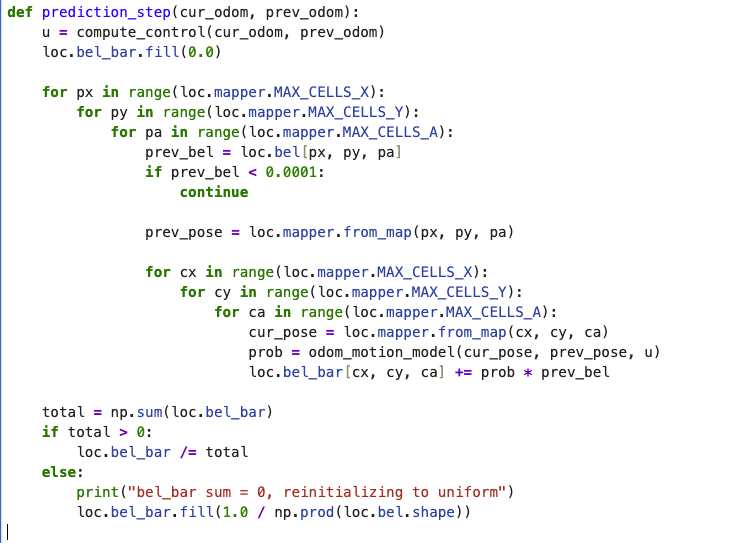 def prediction_step(cur_odom, prev_odom):
    u = compute_control(cur_odom, prev_odom)
    loc.bel_bar.fill(0.0)

    for px in range(loc.mapper.MAX_CELLS_X):
        for py in range(loc.mapper.MAX_CELLS_Y):
            for pa in range(loc.mapper.MAX_CELLS_A):
                prev_bel = loc.bel[px, py, pa]
                if prev_bel < 0.0001:
                    continue

                prev_pose = loc.mapper.from_map(px, py, pa)

                for cx in range(loc.mapper.MAX_CELLS_X):
                    for cy in range(loc.mapper.MAX_CELLS_Y):
                        for ca in range(loc.mapper.MAX_CELLS_A):
                            cur_pose = loc.mapper.from_map(cx, cy, ca)
                            prob = odom_motion_model(cur_pose, prev_pose, u)
                            loc.bel_bar[cx, cy, ca] += prob * prev_bel

    total = np.sum(loc.bel_bar)
    if total > 0:
        loc.bel_bar /= total
    else:
        print("bel_bar sum = 0, reinitializing to uniform")
        loc.bel_bar.fill(1.0 / np.prod(loc.bel.shape))